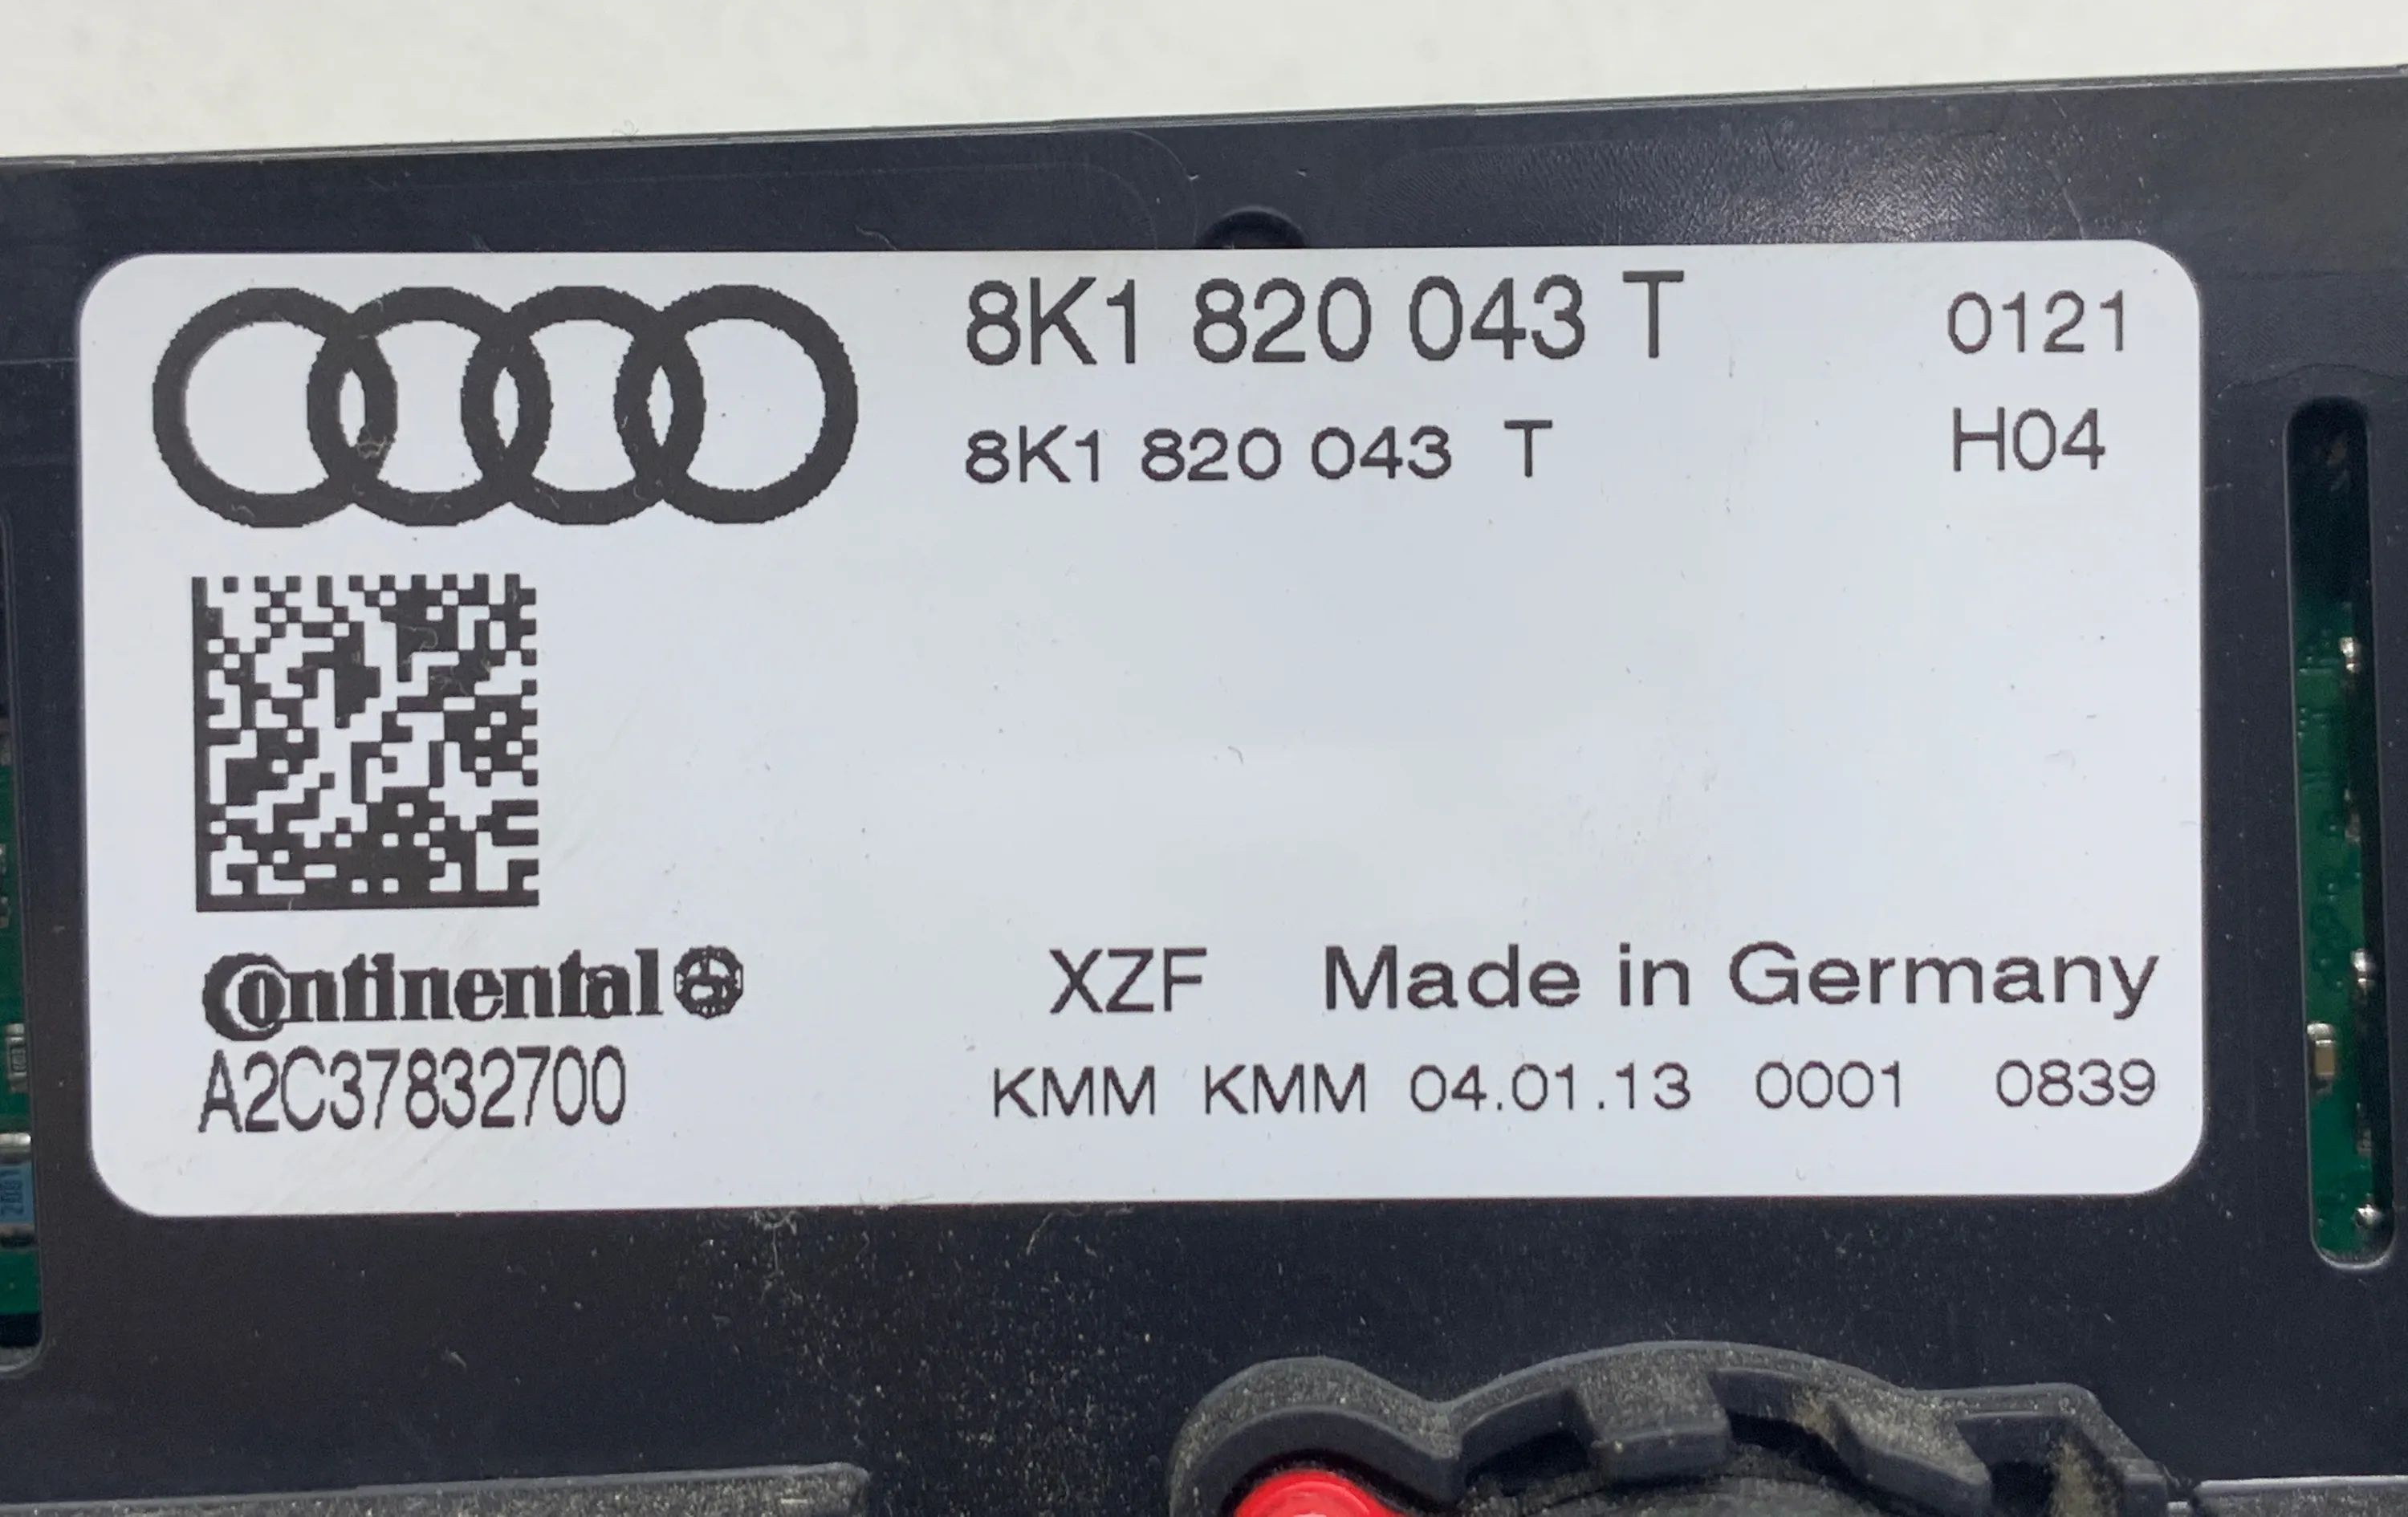 8K1 820 043 T 0121
8K1 820 043 T H04
Continental
XZF Made in Germany
A2C37832700
KMM KMM 04.01.13 0001 0839